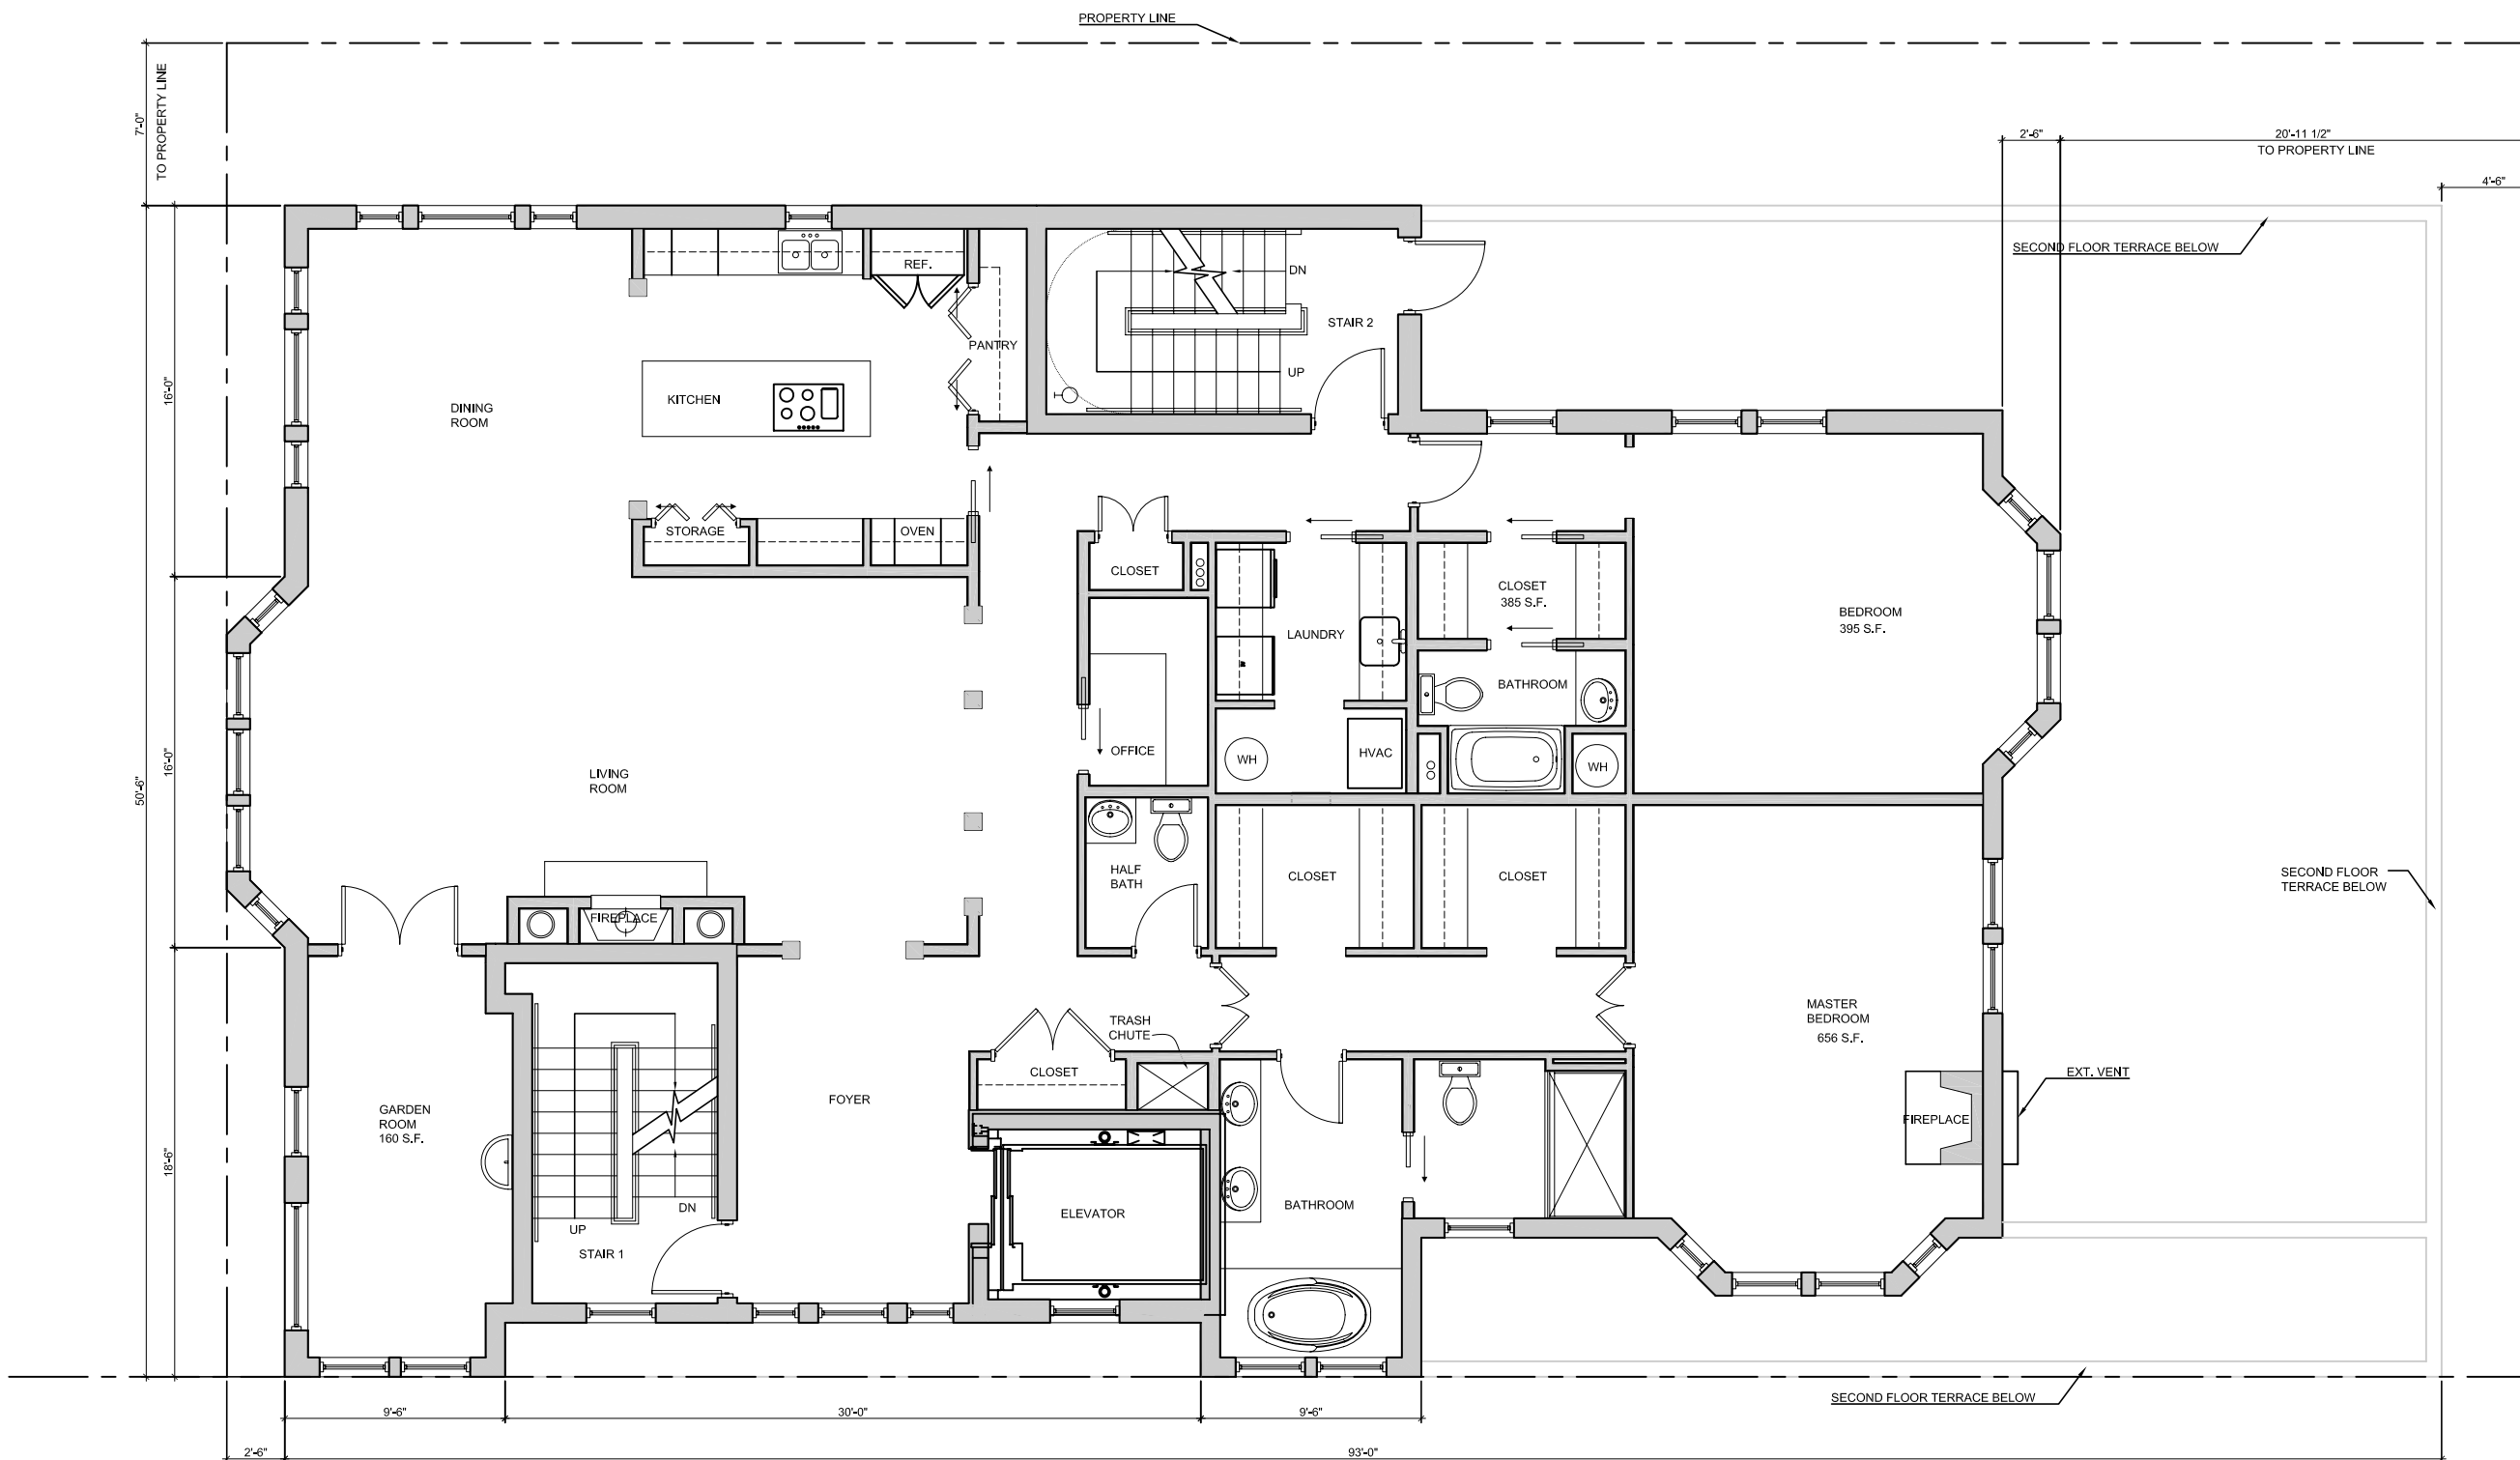 PROPERTY LINE
7'-0"
TO PROPERTY LINE
2'-6"
20'-11 1/2"
TO PROPERTY LINE
4'-6"
SECOND FLOOR TERRACE BELOW
REF.
DN
STAIR 2
PANTRY
UP
16'-0"
KITCHEN
DINING
ROOM
STORAGE
OVEN
CLOSET
CLOSET
385 S.F.
BEDROOM
395 S.F.
LAUNDRY
BATHROOM
OFFICE
WH
HVAC
WH
LIVING
ROOM
16'-0"
50'-6"
HALF
BATH
CLOSET
CLOSET
SECOND FLOOR
TERRACE BELOW
FIREPLACE
MASTER
BEDROOM
656 S.F.
TRASH
CHUTE
CLOSET
EXT. VENT
FOYER
GARDEN
ROOM
160 S.F.
FIREPLACE
18'-6"
DN
UP
STAIR 1
ELEVATOR
BATHROOM
SECOND FLOOR TERRACE BELOW
9'-6"
30'-0"
9'-6"
2'-6"
93'-0"